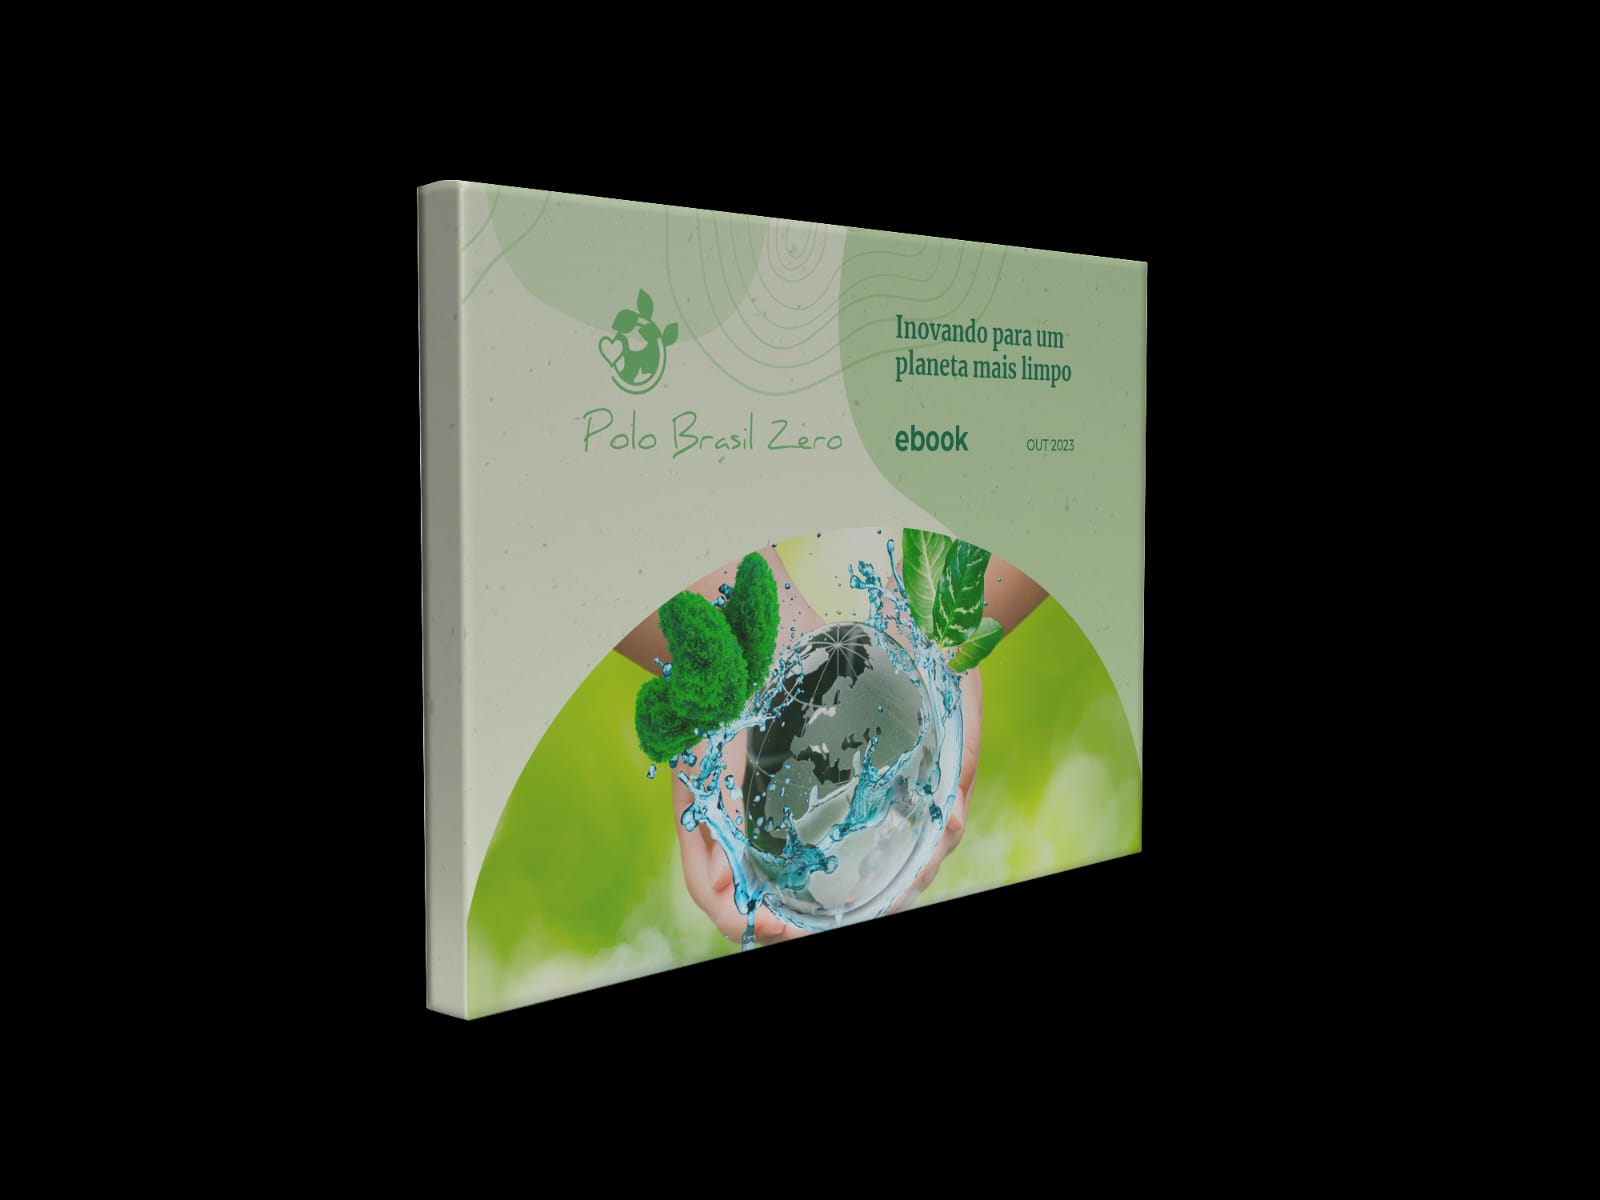 Polo Brasil Zero
Inovando para um
planeta mais limpo
ebook
OUT 2023